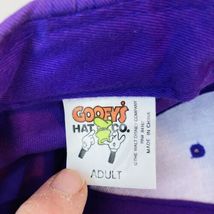 GOOFY'S
HAT CO.
ADULT
©THE WALT DISNEY COMPANY
MADE IN CHINA